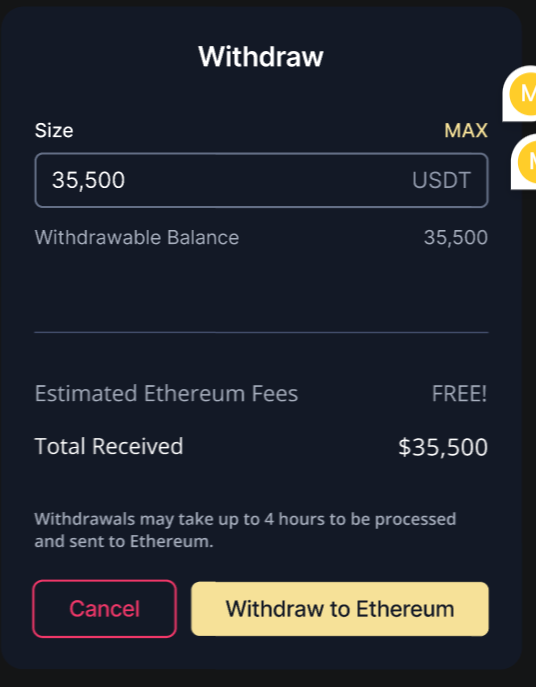 Withdraw
Size MAX
35,500 USDT
Withdrawable Balance 35,500
Estimated Ethereum Fees FREE!
Total Received $35,500
Withdrawals may take up to 4 hours to be processed
and sent to Ethereum.
Cancel Withdraw to Ethereum